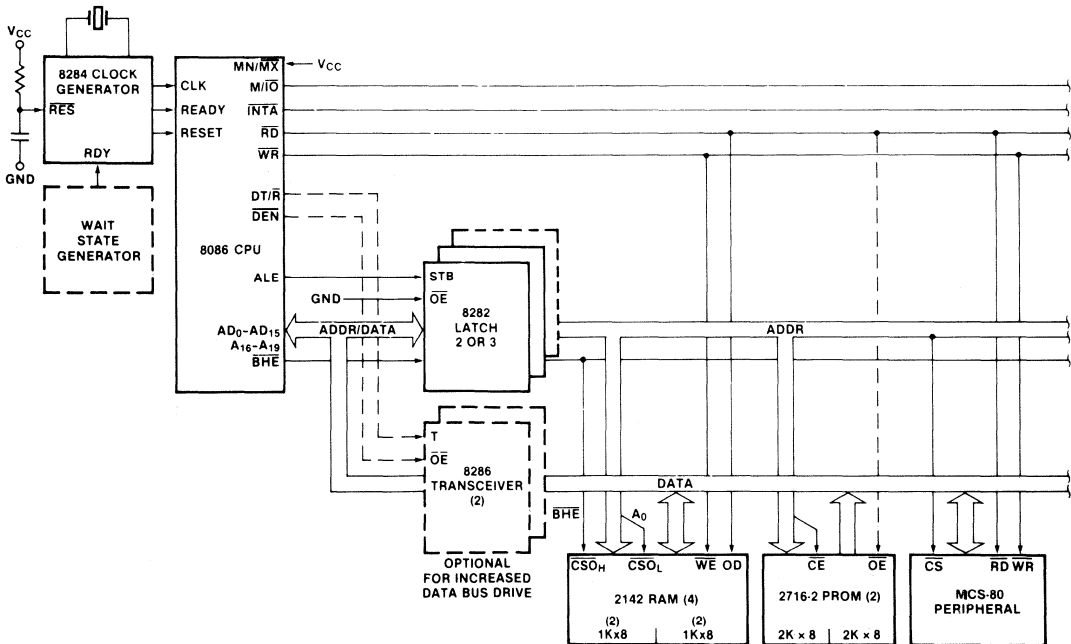 VCC
8284 CLOCK
GENERATOR
RES
RDY
GND
WAIT
STATE
GENERATOR
CLK
READY
RESET
8086 CPU
MN/MX
VCC
M/IO
INTA
RD
WR
DT/R
DEN
ALE
AD0-AD15
A16-A19
BHE
ADDR/DATA
GND
STB
OE
8282
LATCH
2 OR 3
ADDR
T
OE
8286
TRANSCEIVER
(2)
OPTIONAL
FOR INCREASED
DATA BUS DRIVE
DATA
BHE
A0
CSOH
CSOL
WE OD
2142 RAM (4)
(2)
1Kx8
(2)
1Kx8
CE
OE
2716-2 PROM (2)
2K × 8
2K × 8
CS
RD WR
MCS-80
PERIPHERAL